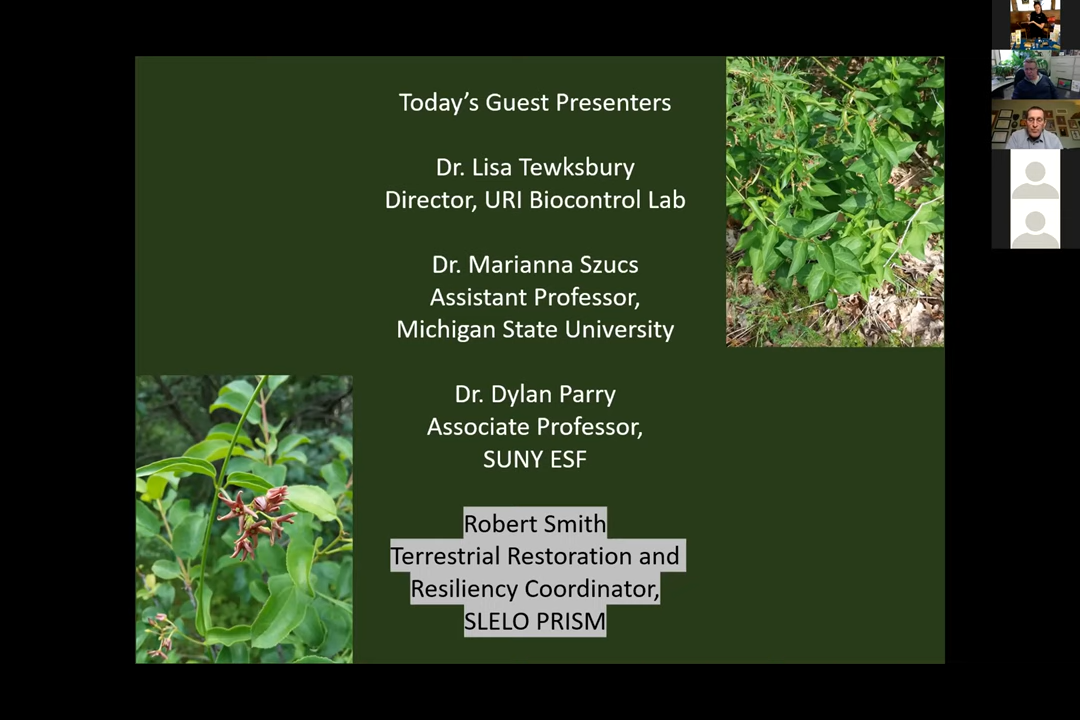 Today’s Guest Presenters
Dr. Lisa Tewksbury
Director, URI Biocontrol Lab
Dr. Marianna Szucs
Assistant Professor,
Michigan State University
Dr. Dylan Parry
Associate Professor,
SUNY ESF
Robert Smith
Terrestrial Restoration and
Resiliency Coordinator,
SLELO PRISM